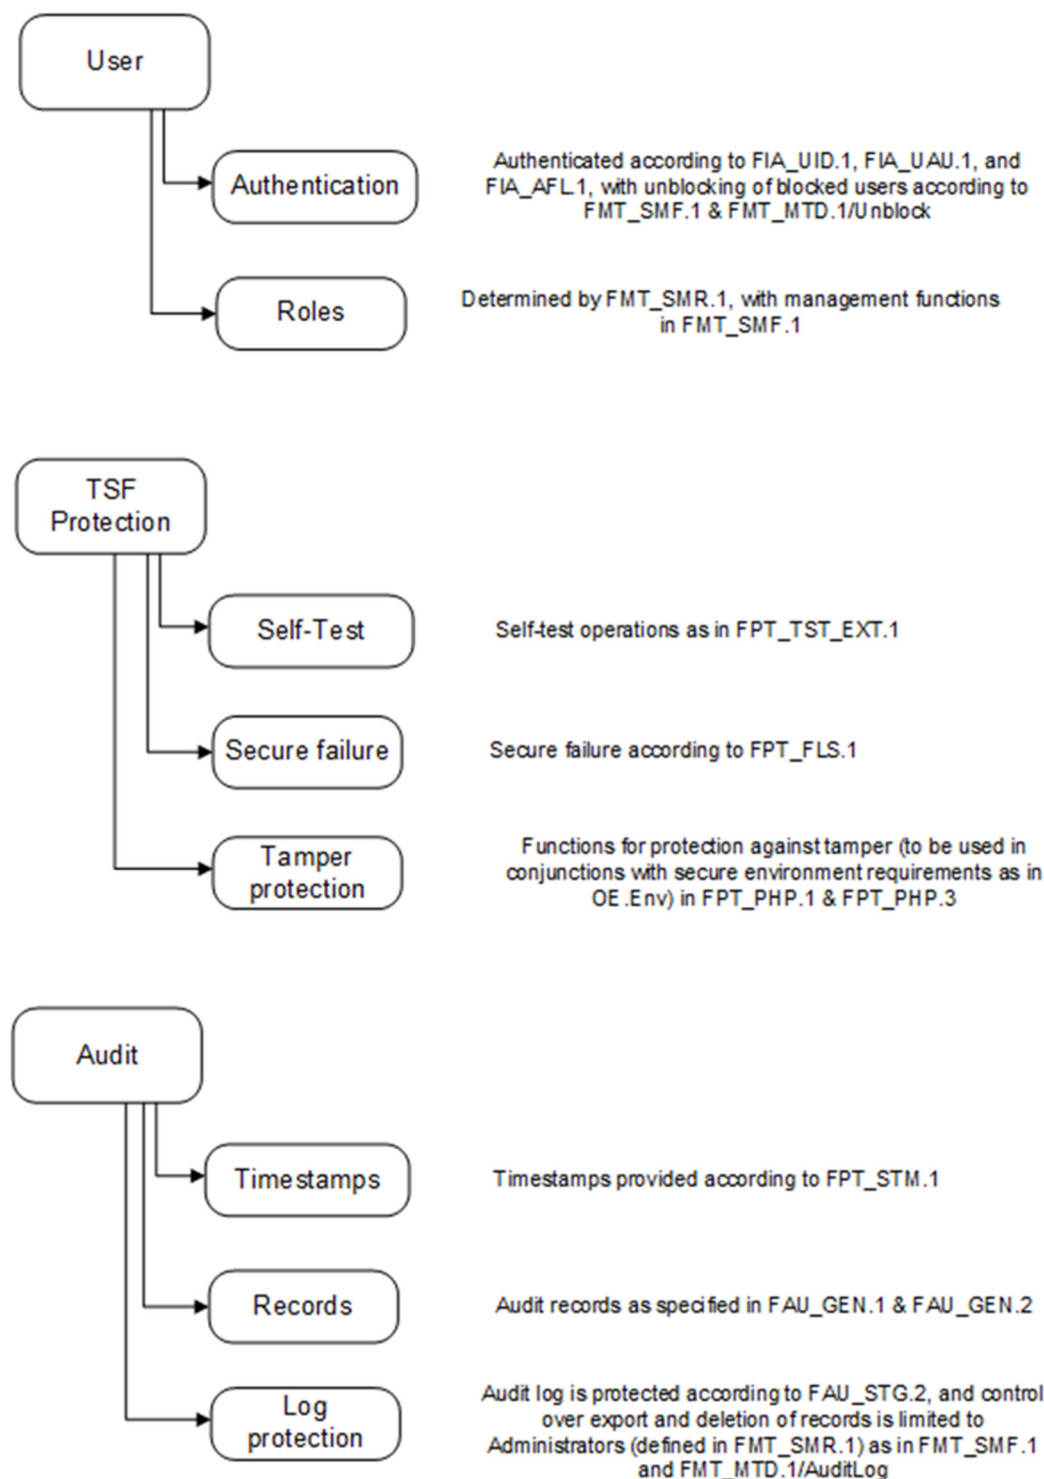 User
Authentication
Authenticated according to FIA_UID.1, FIA_UAU.1, and
FIA_AFL.1, with unblocking of blocked users according to
FMT_SMF.1 & FMT_MTD.1/Unblock
Roles
Determined by FMT_SMR.1, with management functions
in FMT_SMF.1
TSF
Protection
Self-Test
Self-test operations as in FPT_TST_EXT.1
Secure failure
Secure failure according to FPT_FLS.1
Tamper
protection
Functions for protection against tamper (to be used in
conjunctions with secure environment requirements as in
OE.Env) in FPT_PHP.1 & FPT_PHP.3
Audit
Timestamps
Timestamps provided according to FPT_STM.1
Records
Audit records as specified in FAU_GEN.1 & FAU_GEN.2
Log
protection
Audit log is protected according to FAU_STG.2, and control
over export and deletion of records is limited to
Administrators (defined in FMT_SMR.1) as in FMT_SMF.1
and FMT_MTD.1/AuditLog